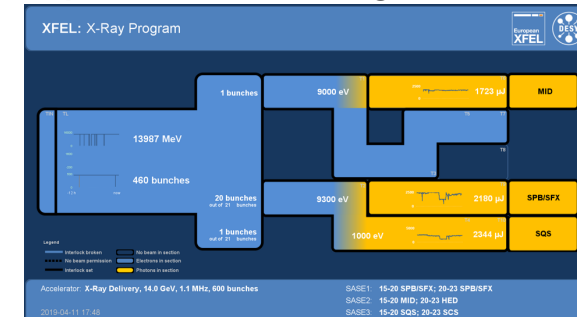 XFEL: X-Ray Program
European
XFEL
DESY
1 bunches
9000 eV
1723 µJ
MID
TL
T6
T7
13987 MeV
T8
460 bunches
20 bunches
out of 21 bunches
9300 eV
2180 µJ
SPB/SFX
1 bunches
out of 21 bunches
1000 eV
2344 µJ
SQS
Legend
Interlock broken
No beam in section
No beam permission
Electrons in section
Interlock set
Photons in section
Accelerator: X-Ray Delivery, 14.0 GeV, 1.1 MHz, 600 bunches
SASE1: 15-20 SPB/SFX; 20-23 SPB/SFX
SASE2: 15-20 MID; 20-23 HED
2019-04-11 17:48
SASE3: 15-20 SQS; 20-23 SCS